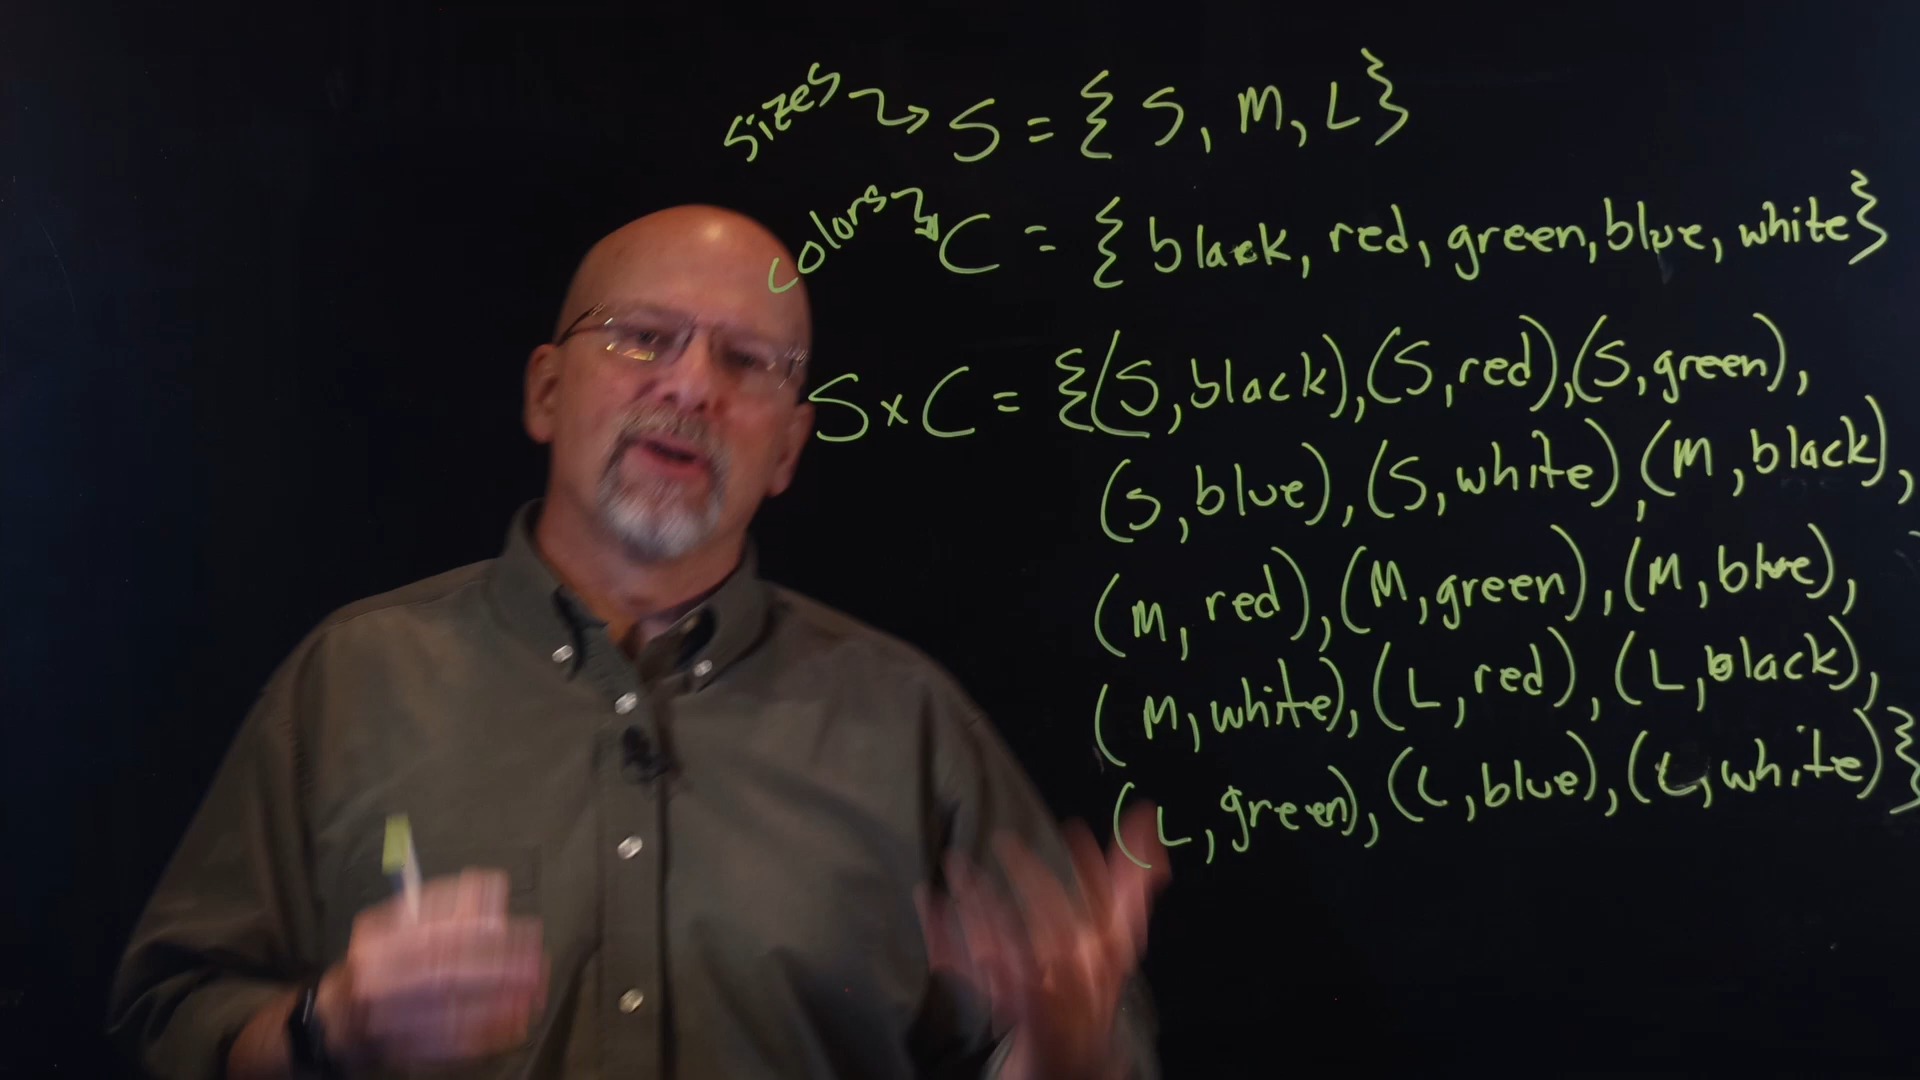 sizes → S = { S, M, L }
colors → C = { black, red, green, blue, white }
S x C = {(S, black), (S, red), (S, green),
(S, blue), (S, white), (M, black),
(M, red), (M, green), (M, blue),
(M, white), (L, red), (L, black),
(L, green), (L, blue), (L, white)}